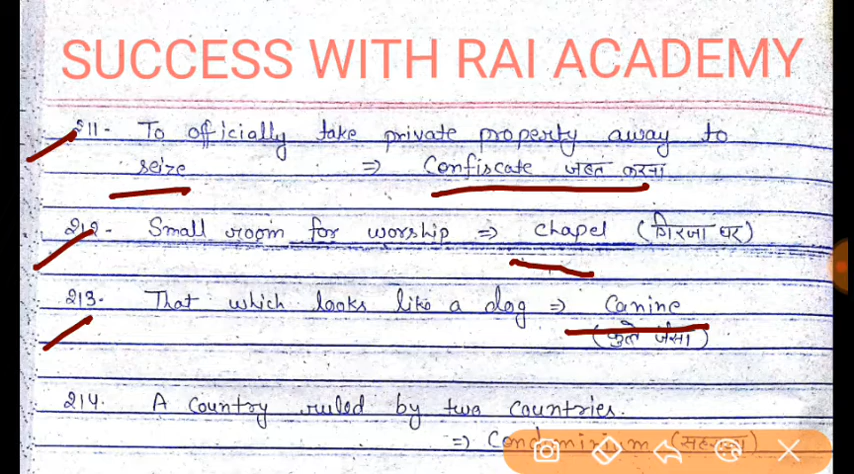 SUCCESS WITH RAI ACADEMY
211- To officially take private property away to
seize ⇒ Confiscate जब्त करना
212- Small room for worship ⇒ chapel (गिरजा घर)
213- That which looks like a dog ⇒ Canine
(कुत्ते जैसा)
214. A Country ruled by two Countries.
⇒